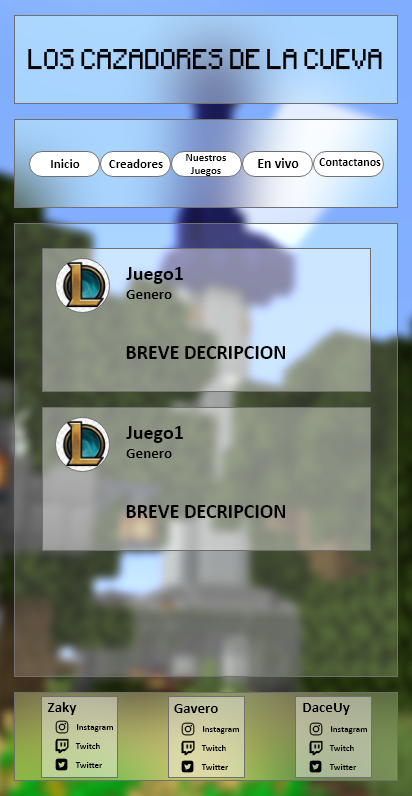 LOS CAZADORES DE LA CUEVA
Inicio
Creadores
Nuestros
Juegos
En vivo
Contactanos
Juego1
Genero
BREVE DECRIPCION
Juego1
Genero
BREVE DECRIPCION
Zaky
Instagram
Twitch
Twitter
Gavero
Instagram
Twitch
Twitter
DaceUy
Instagram
Twitch
Twitter